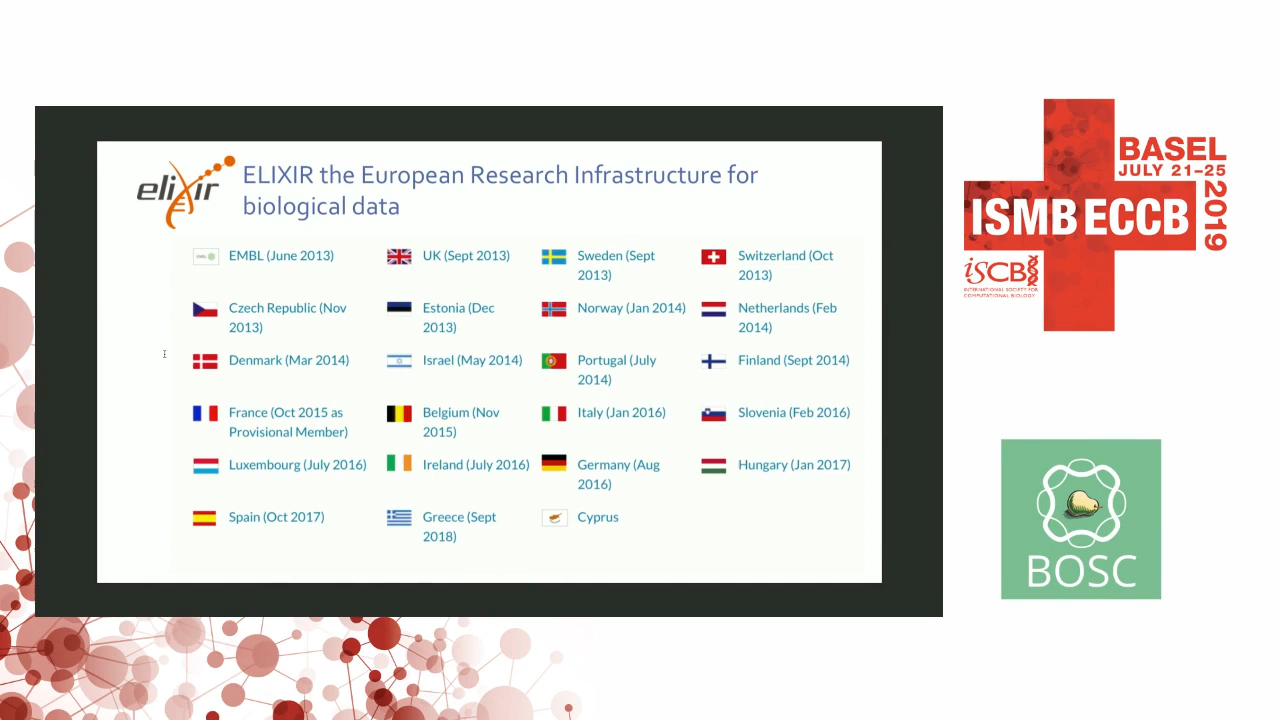 elixir
ELIXIR the European Research Infrastructure for
biological data
EMBL (June 2013)
UK (Sept 2013)
Sweden (Sept
2013)
Switzerland (Oct
2013)
Czech Republic (Nov
2013)
Estonia (Dec
2013)
Norway (Jan 2014)
Netherlands (Feb
2014)
Denmark (Mar 2014)
Israel (May 2014)
Portugal (July
2014)
Finland (Sept 2014)
France (Oct 2015 as
Provisional Member)
Belgium (Nov
2015)
Italy (Jan 2016)
Slovenia (Feb 2016)
Luxembourg (July 2016)
Ireland (July 2016)
Germany (Aug
2016)
Hungary (Jan 2017)
Spain (Oct 2017)
Greece (Sept
2018)
Cyprus
BASEL
JULY 21–25
2019
ISMB ECCB
iSCB
INTERNATIONAL SOCIETY FOR
COMPUTATIONAL BIOLOGY
BOSC